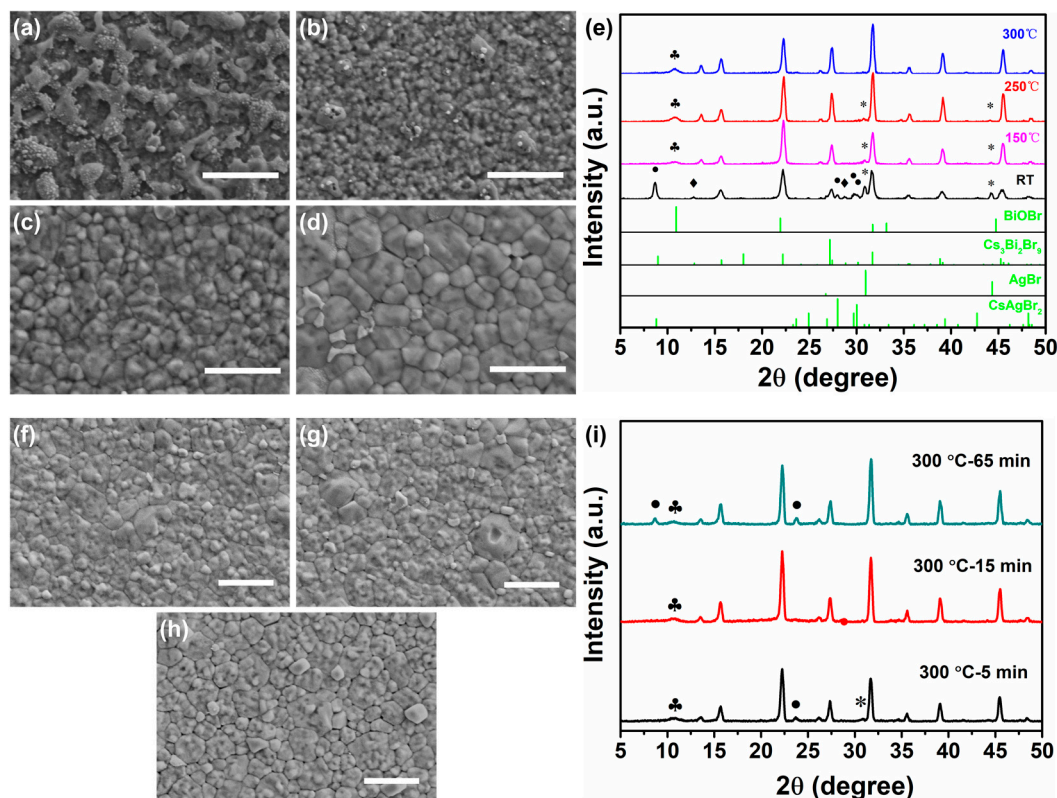 (a)
(b)
(c)
(d)
(e)
300℃
♣
250℃
♣ * *
150℃
♣ * *
RT
● ♦ ● ♦ ● ● * *
BiOBr
Cs₃Bi₂Br₉
AgBr
CsAgBr₂
Intensity (a.u.)
5 10 15 20 25 30 35 40 45 50
2θ (degree)
(f)
(g)
(h)
(i)
300 °C-65 min
● ♣ ●
300 °C-15 min
♣ ●
300 °C-5 min
♣ ● *
Intensity (a.u.)
5 10 15 20 25 30 35 40 45 50
2θ (degree)